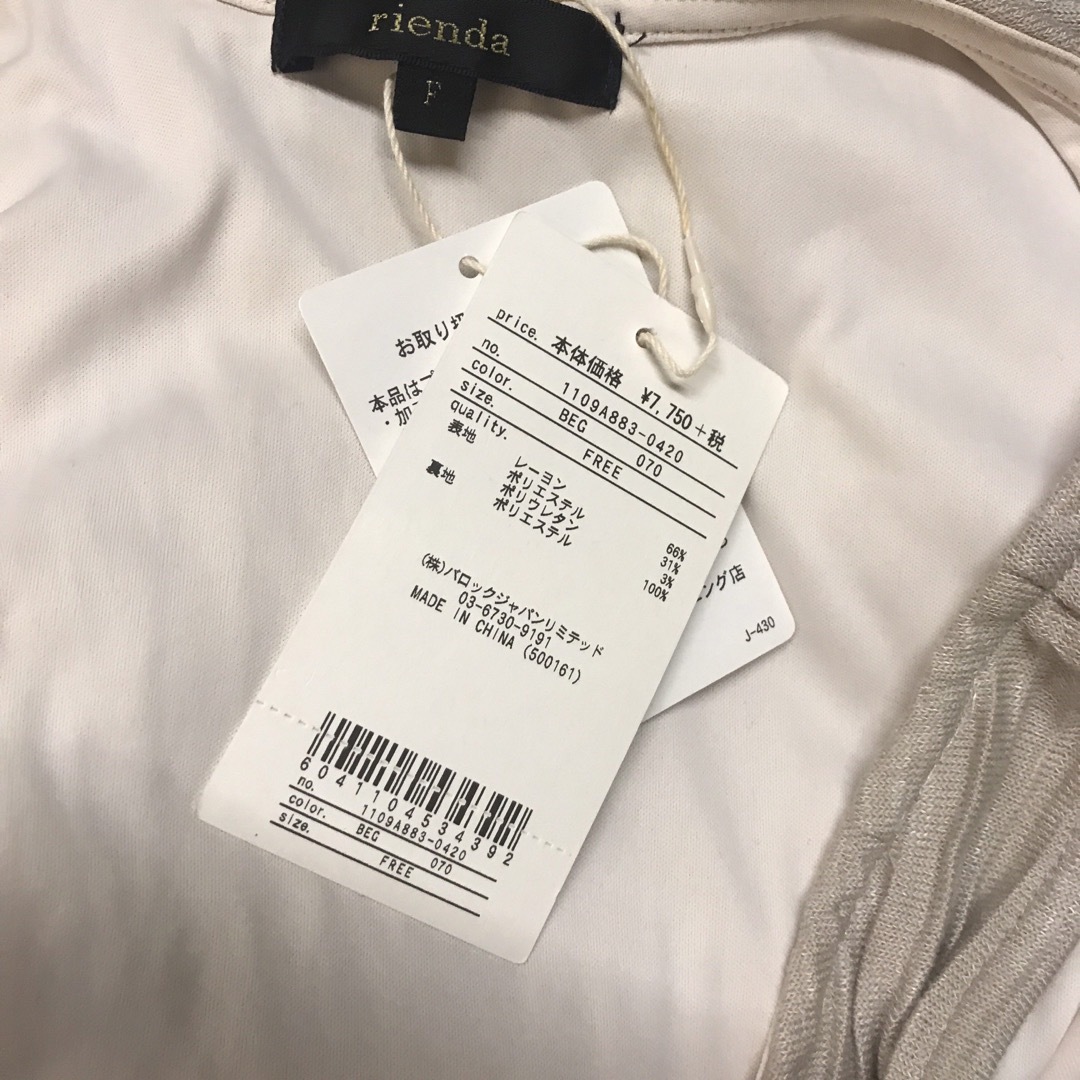 rienda
F
お取り
本品は
・加
price. 本体価格 ¥7,750+税
no. 1109A883-0420
color. BEG 070
size. FREE
quality.
表地 レーヨン 66%
ポリエステル 31%
ポリウレタン 3%
裏地 ポリエステル 100%
(株)バロックジャパンリミテッド
03-6730-9191
MADE IN CHINA (500161)
ング店
J-430
6041104534392
no. 1109A883-0420
color. BEG 070
size. FREE